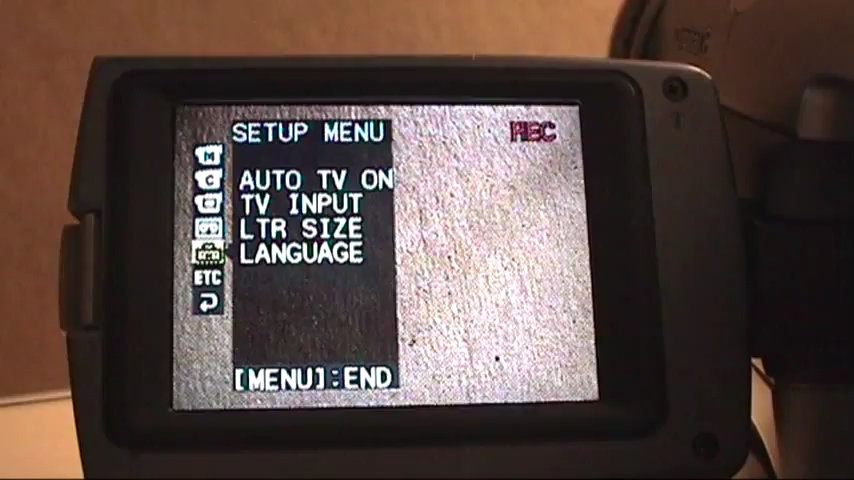 SETUP MENU
REC
M
C
AUTO TV ON
TV INPUT
LTR SIZE
LANGUAGE
ETC
[MENU]:END